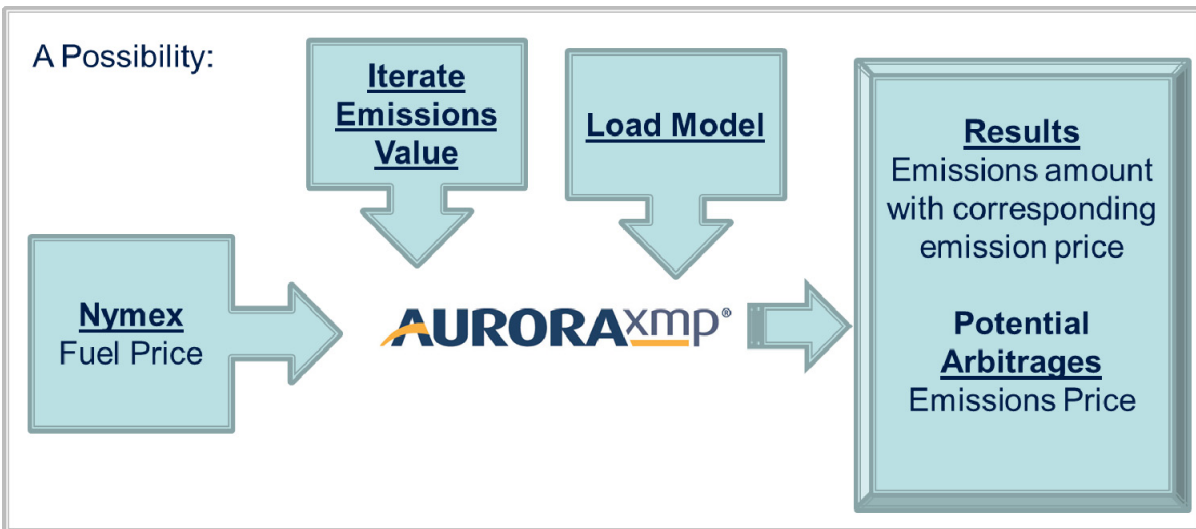 A Possibility:
Iterate
Emissions
Value
Load Model
Nymex
Fuel Price
AURORAxmp®
Results
Emissions amount
with corresponding
emission price
Potential
Arbitrages
Emissions Price